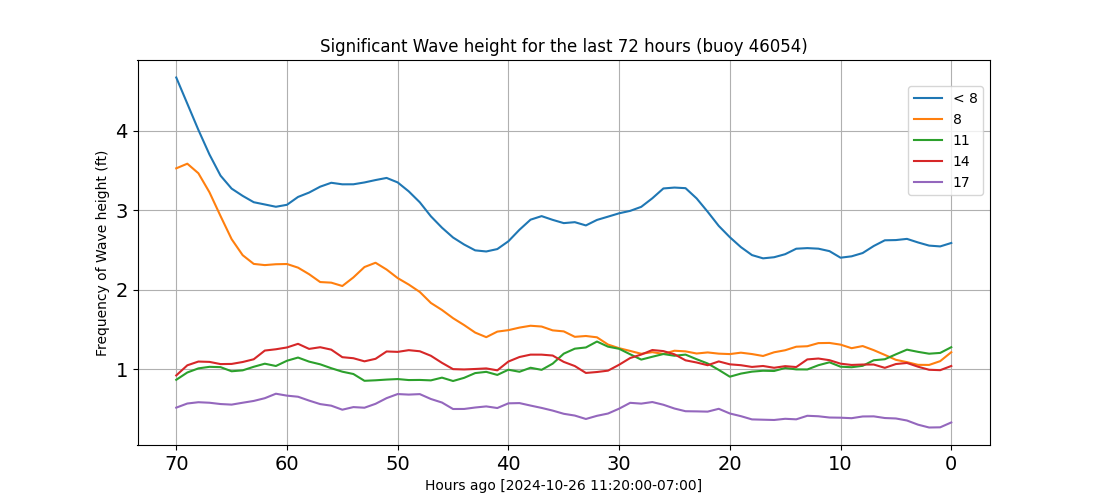 Significant Wave height for the last 72 hours (buoy 46054)
Frequency of Wave height (ft)
4
3
2
1
< 8
8
11
14
17
70 60 50 40 30 20 10 0
Hours ago [2024-10-26 11:20:00-07:00]